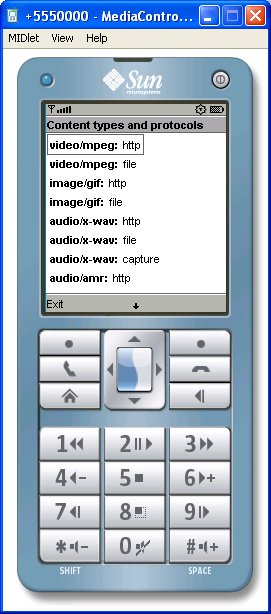 +5550000 - MediaContro...
MIDlet View Help
Sun
microsystems
Content types and protocols
video/mpeg: http
video/mpeg: file
image/gif: http
image/gif: file
audio/x-wav: http
audio/x-wav: file
audio/x-wav: capture
audio/amr: http
Exit
1 2 3
4 - 5 6 +
7 8 9
* - 0 # +
SHIFT SPACE